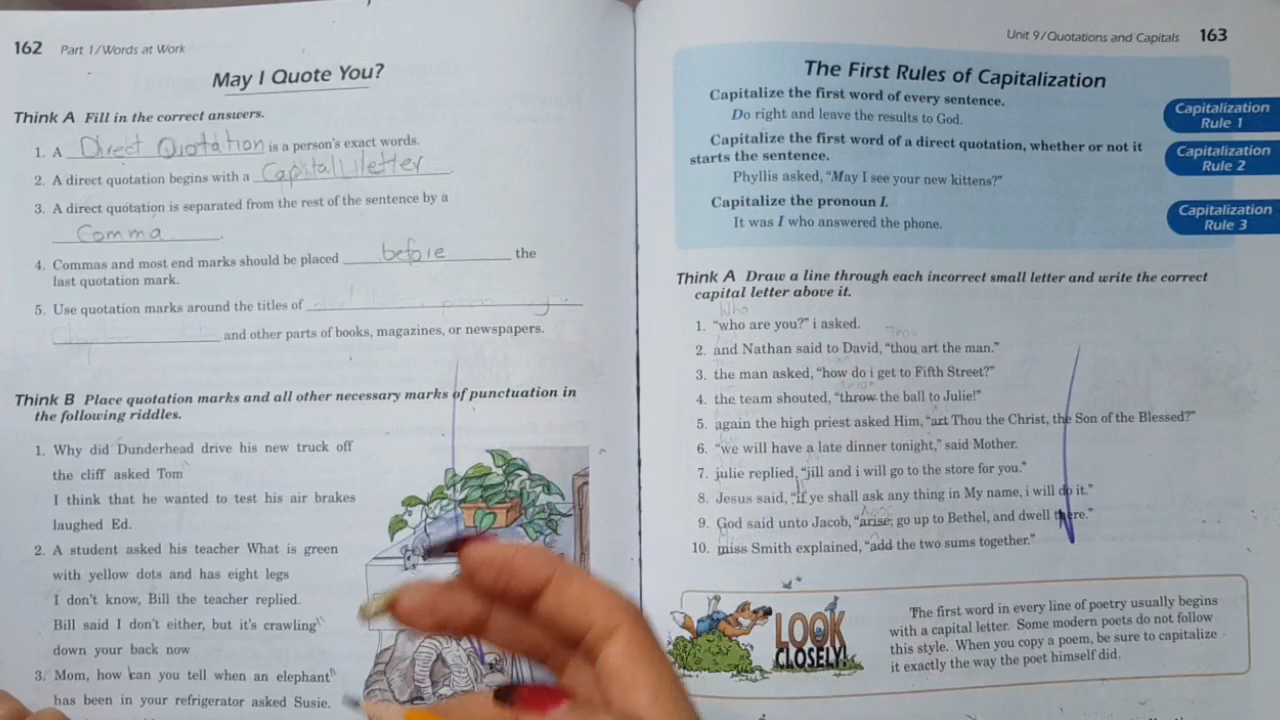 162 Part 1/Words at Work
May I Quote You?
Think A Fill in the correct answers.
1. A Direct Quotation is a person's exact words.
2. A direct quotation begins with a Capital letter.
3. A direct quotation is separated from the rest of the sentence by a
Comma.
4. Commas and most end marks should be placed before the
last quotation mark.
5. Use quotation marks around the titles of
and other parts of books, magazines, or newspapers.
Think B Place quotation marks and all other necessary marks of punctuation in
the following riddles.
1. Why did Dunderhead drive his new truck off
the cliff asked Tom
I think that he wanted to test his air brakes
laughed Ed.
2. A student asked his teacher What is green
with yellow dots and has eight legs
I don't know, Bill the teacher replied.
Bill said I don't either, but it's crawling
down your back now
3. Mom, how can you tell when an elephant
has been in your refrigerator asked Susie.
Unit 9/Quotations and Capitals 163
The First Rules of Capitalization
Capitalize the first word of every sentence.
Do right and leave the results to God.
Capitalization
Rule 1
Capitalize the first word of a direct quotation, whether or not it
starts the sentence.
Phyllis asked, "May I see your new kittens?"
Capitalization
Rule 2
Capitalize the pronoun I.
It was I who answered the phone.
Capitalization
Rule 3
Think A Draw a line through each incorrect small letter and write the correct
capital letter above it.
Who
1. "who are you?" i asked.
Thou
2. and Nathan said to David, "thou art the man."
3. the man asked, "how do i get to Fifth Street?"
4. the team shouted, "throw the ball to Julie!"
5. again the high priest asked Him, "art Thou the Christ, the Son of the Blessed?"
6. "we will have a late dinner tonight," said Mother.
7. julie replied, "jill and i will go to the store for you."
8. Jesus said, "if ye shall ask any thing in My name, i will do it."
9. God said unto Jacob, "arise, go up to Bethel, and dwell there."
10. miss Smith explained, "add the two sums together."
LOOK
CLOSELY!
The first word in every line of poetry usually begins
with a capital letter. Some modern poets do not follow
this style. When you copy a poem, be sure to capitalize
it exactly the way the poet himself did.